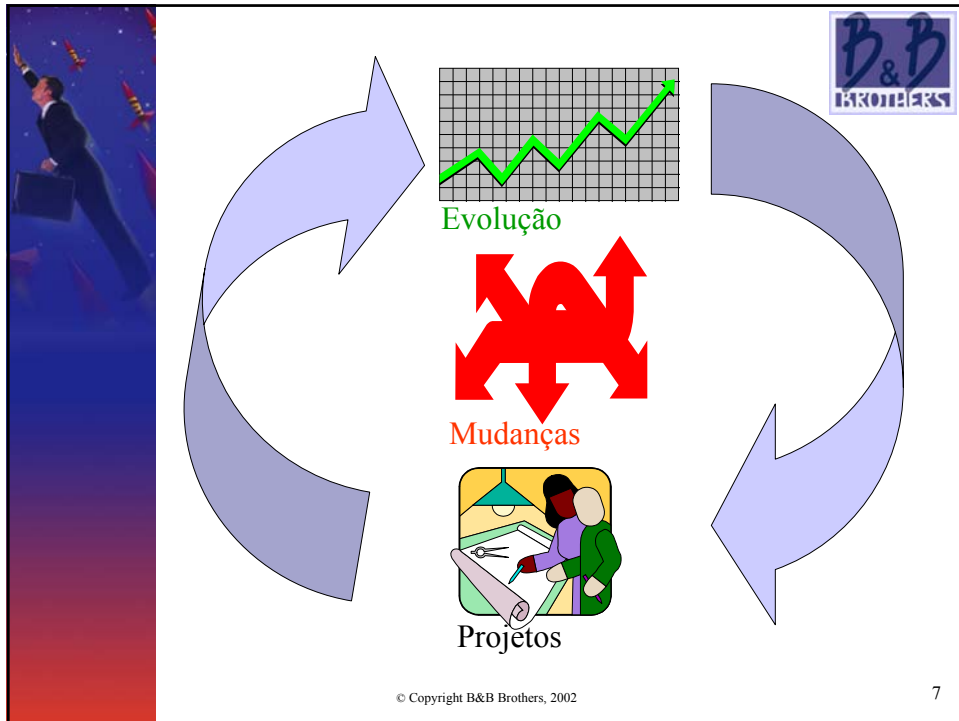 B&B
BROTHERS
Evolução
Mudanças
Projetos
© Copyright B&B Brothers, 2002
7